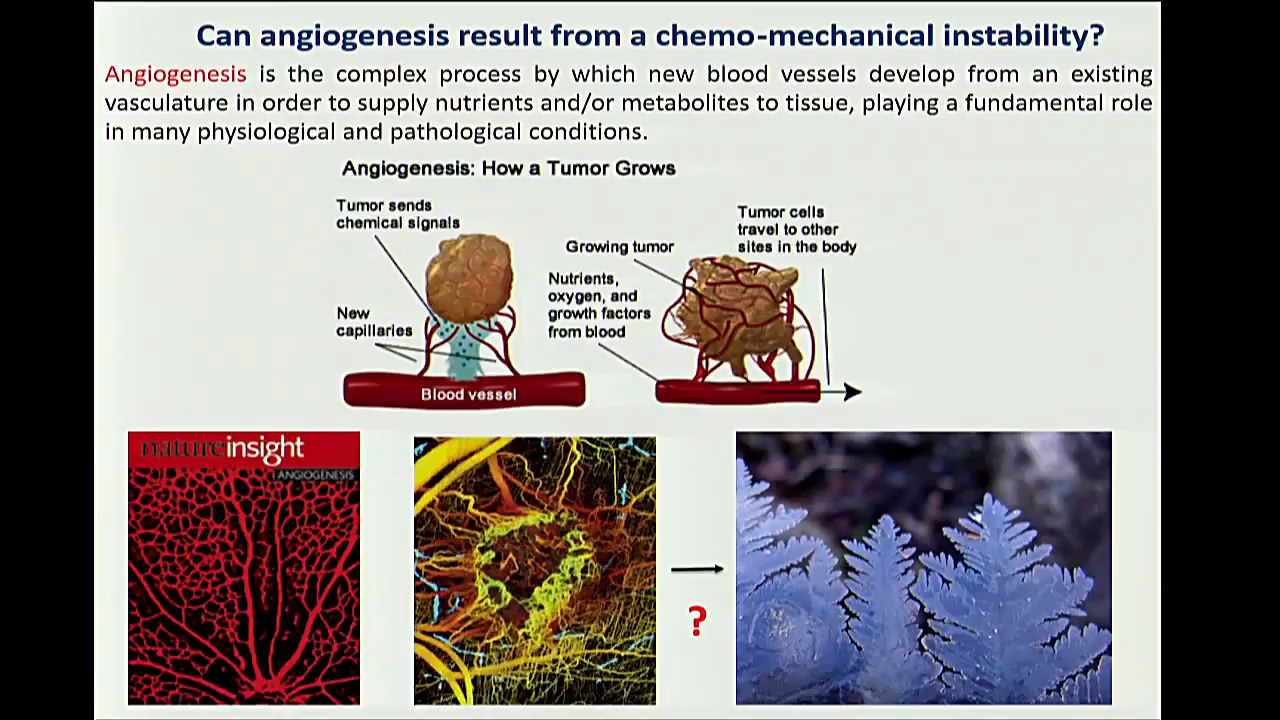 Can angiogenesis result from a chemo-mechanical instability?
Angiogenesis is the complex process by which new blood vessels develop from an existing
vasculature in order to supply nutrients and/or metabolites to tissue, playing a fundamental role
in many physiological and pathological conditions.
Angiogenesis: How a Tumor Grows
Tumor sends
chemical signals
New
capillaries
Blood vessel
Growing tumor
Nutrients,
oxygen, and
growth factors
from blood
Tumor cells
travel to other
sites in the body
natureinsight
ANGIOGENESIS
?